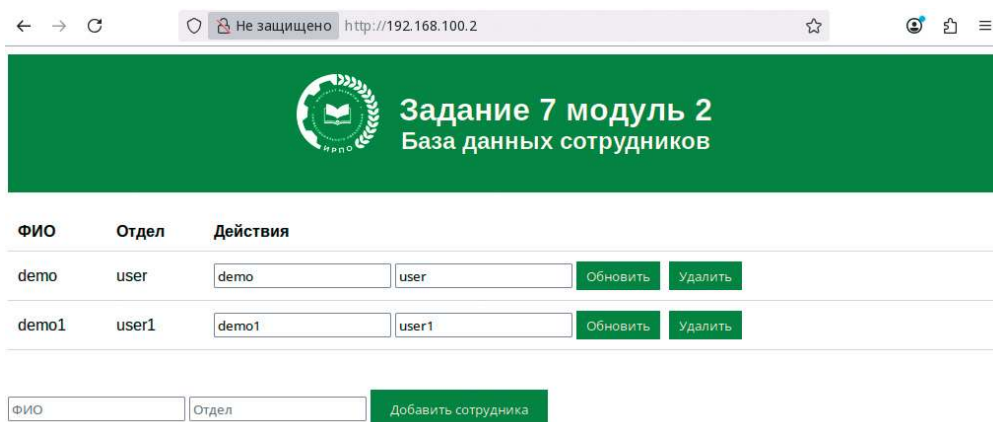 Не защищено http://192.168.100.2
ИРПО
Задание 7 модуль 2
База данных сотрудников
ФИО Отдел Действия
demo user demo user Обновить Удалить
demo1 user1 demo1 user1 Обновить Удалить
ФИО Отдел Добавить сотрудника